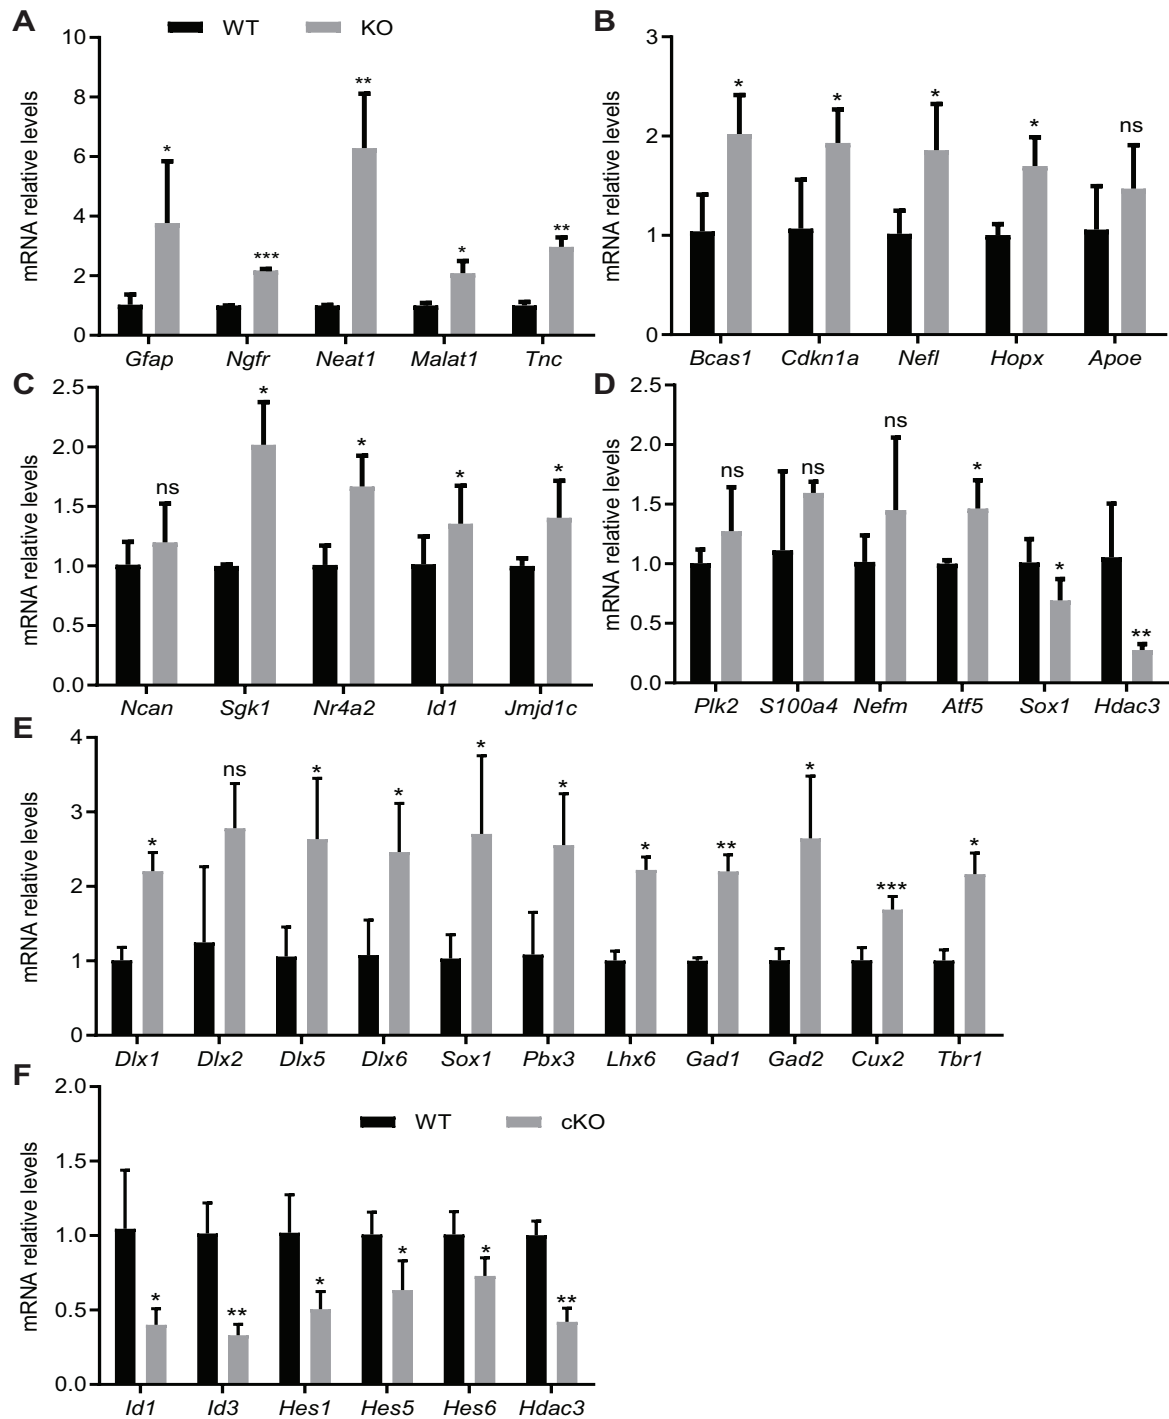 A
WT KO
mRNA relative levels
10
8
6
4
2
0
* *** ** * **
Gfap Ngfr Neat1 Malat1 Tnc
B
mRNA relative levels
3
2
1
0
* * * * ns
Bcas1 Cdkn1a Nefl Hopx Apoe
C
mRNA relative levels
2.5
2.0
1.5
1.0
0.5
0.0
ns * * * *
Ncan Sgk1 Nr4a2 Id1 Jmjd1c
D
mRNA relative levels
2.5
2.0
1.5
1.0
0.5
0.0
ns ns ns * * **
Plk2 S100a4 Nefm Atf5 Sox1 Hdac3
E
mRNA relative levels
4
3
2
1
0
* ns * * * * * ** * *** *
Dlx1 Dlx2 Dlx5 Dlx6 Sox1 Pbx3 Lhx6 Gad1 Gad2 Cux2 Tbr1
F
WT cKO
mRNA relative levels
2.0
1.5
1.0
0.5
0.0
* ** * * * **
Id1 Id3 Hes1 Hes5 Hes6 Hdac3